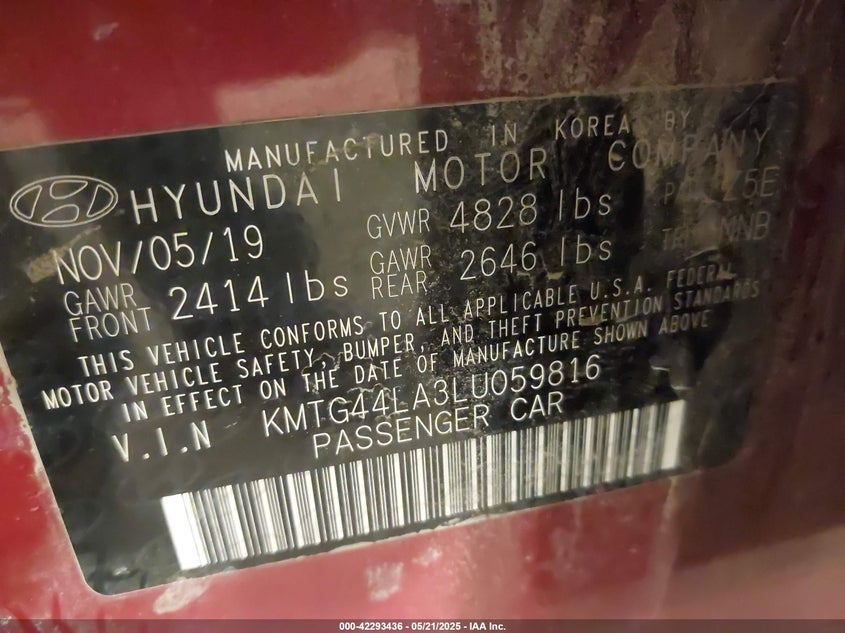 MANUFACTURED IN KOREA BY
HYUNDAI MOTOR COMPANY
NOV/05/19 GVWR 4828 lbs
GAWR FRONT 2414 lbs GAWR REAR 2646 lbs
THIS VEHICLE CONFORMS TO ALL APPLICABLE U.S.A. FEDERAL
MOTOR VEHICLE SAFETY, BUMPER, AND THEFT PREVENTION STANDARDS
IN EFFECT ON THE DATE OF MANUFACTURE SHOWN ABOVE
V.I.N KMTG44LA3LU059816
PASSENGER CAR
000-42293436 - 05/21/2025 - IAA Inc.